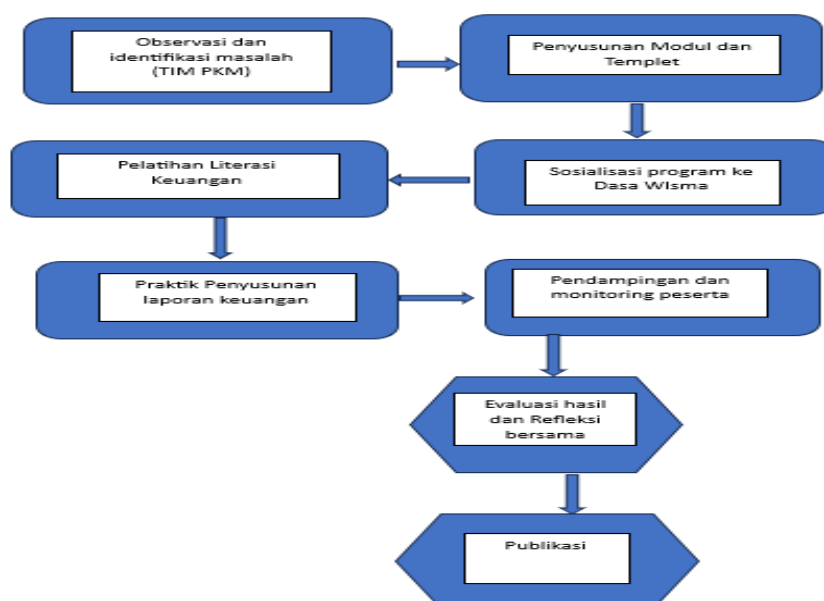 Observasi dan
identifikasi masalah
(TIM PKM)
Penyusunan Modul dan
Templet
Sosialisasi program ke
Dasa WIsma
Pelatihan Literasi
Keuangan
Praktik Penyusunan
laporan keuangan
Pendampingan dan
monitoring peserta
Evaluasi hasil
dan Refleksi
bersama
Publikasi